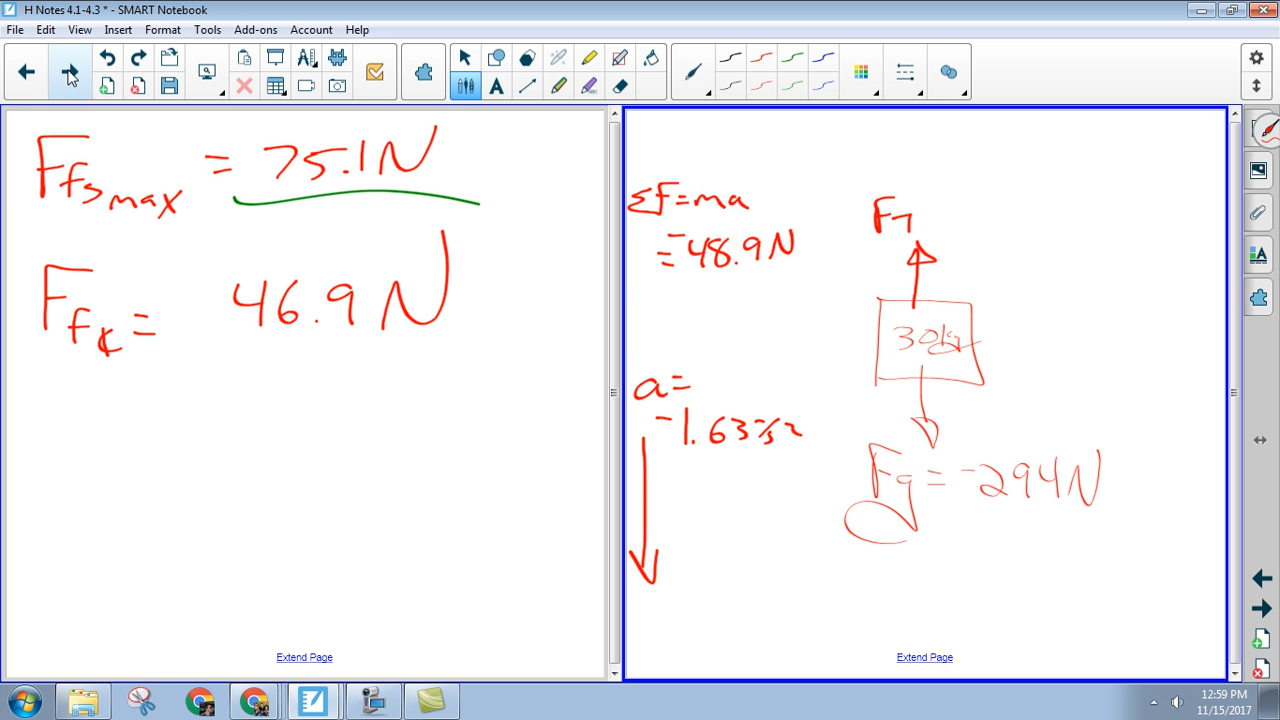 H Notes 4.1-4.3 * - SMART Notebook
File Edit View Insert Format Tools Add-ons Account Help
Ffsmax = 75.1N
Ffk = 46.9 N
Extend Page
ΣF=ma
= -48.9N
a=
-1.63m/s2
FT
30kg
Fg = -294N
Extend Page
12:59 PM
11/15/2017